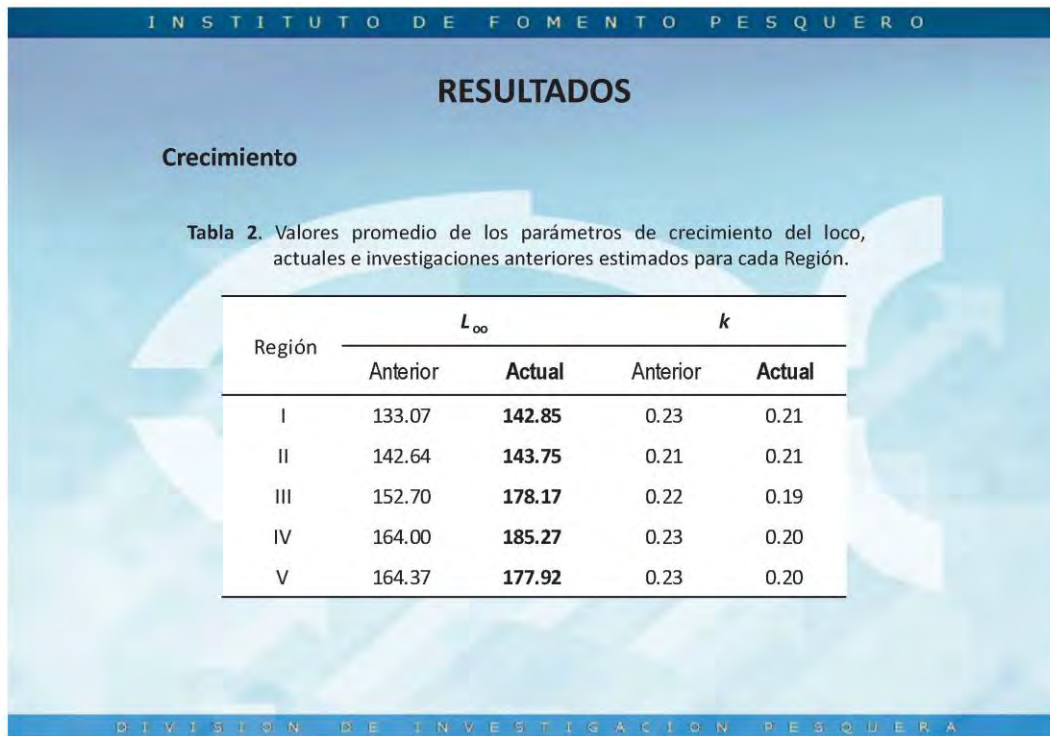 INSTITUTO DE FOMENTO PESQUERO
RESULTADOS
Crecimiento
Tabla 2. Valores promedio de los parámetros de crecimiento del loco,
actuales e investigaciones anteriores estimados para cada Región.
Región L∞ k
Anterior Actual Anterior Actual
I 133.07 142.85 0.23 0.21
II 142.64 143.75 0.21 0.21
III 152.70 178.17 0.22 0.19
IV 164.00 185.27 0.23 0.20
V 164.37 177.92 0.23 0.20
DIVISION DE INVESTIGACION PESQUERA